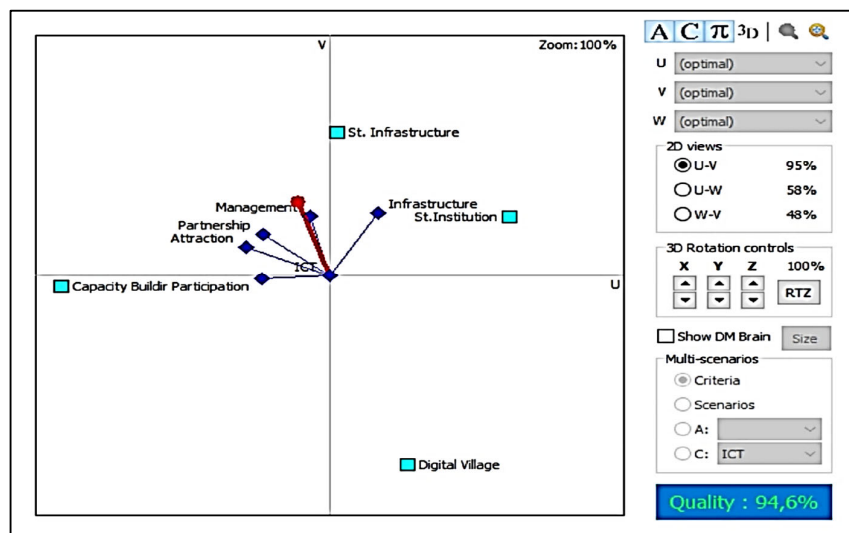 V
Zoom:100%
St. Infrastructure
Infrastructure
St.Institution
Management
Partnership
Attraction
ICT
U
Capacity Buildir Participation
Digital Village
A C π 3D
U (optimal)
V (optimal)
W (optimal)
2D views
U-V 95%
U-W 58%
W-V 48%
3D Rotation controls
X Y Z 100%
RTZ
Show DM Brain Size
Multi-scenarios
Criteria
Scenarios
A:
C: ICT
Quality : 94,6%